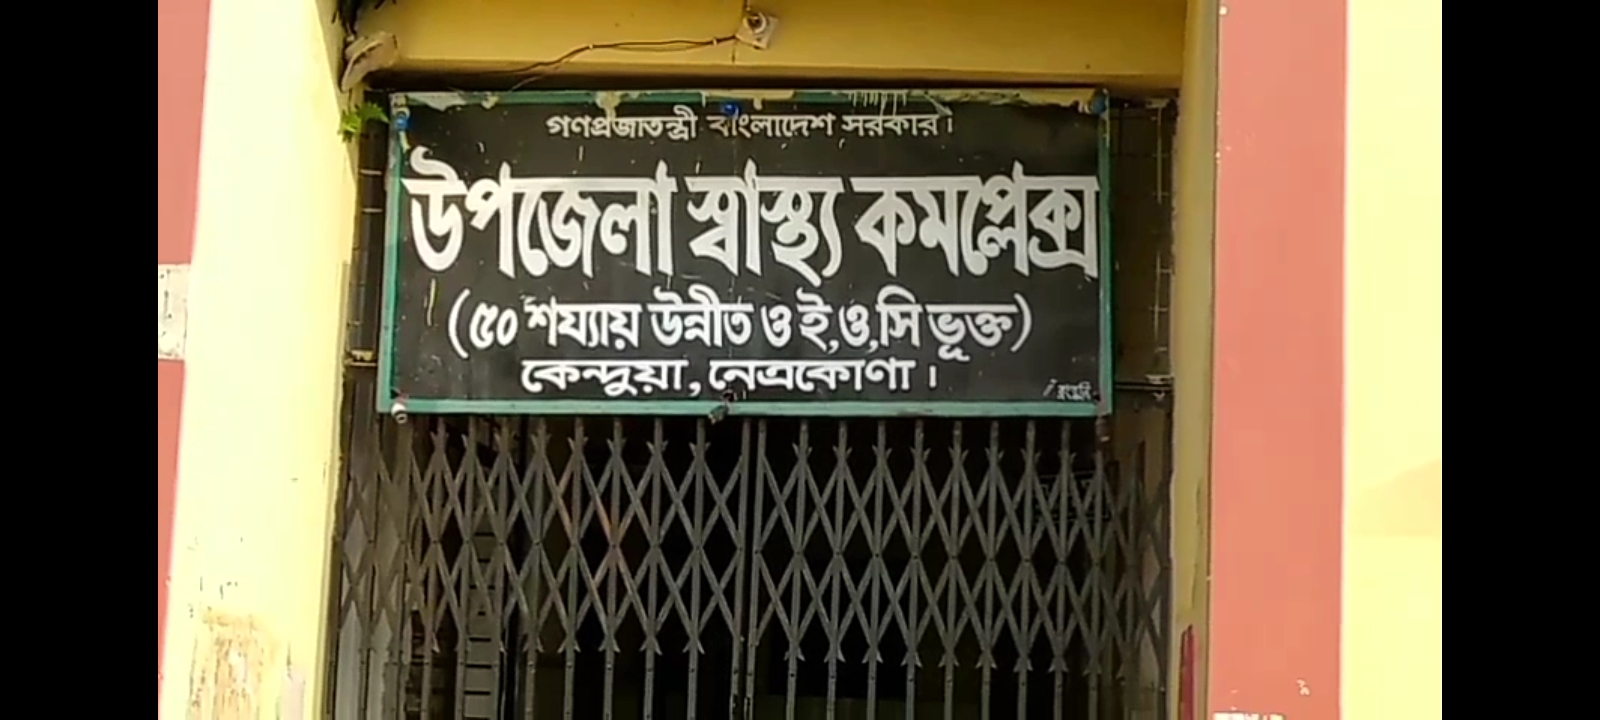 গণপ্রজাতন্ত্রী বাংলাদেশ সরকার।
উপজেলা স্বাস্থ্য কমপ্লেক্স
(৫০ শয্যায় উন্নীত ও ই,ও,সি ভূক্ত)
কেন্দুয়া, নেত্রকোণা।